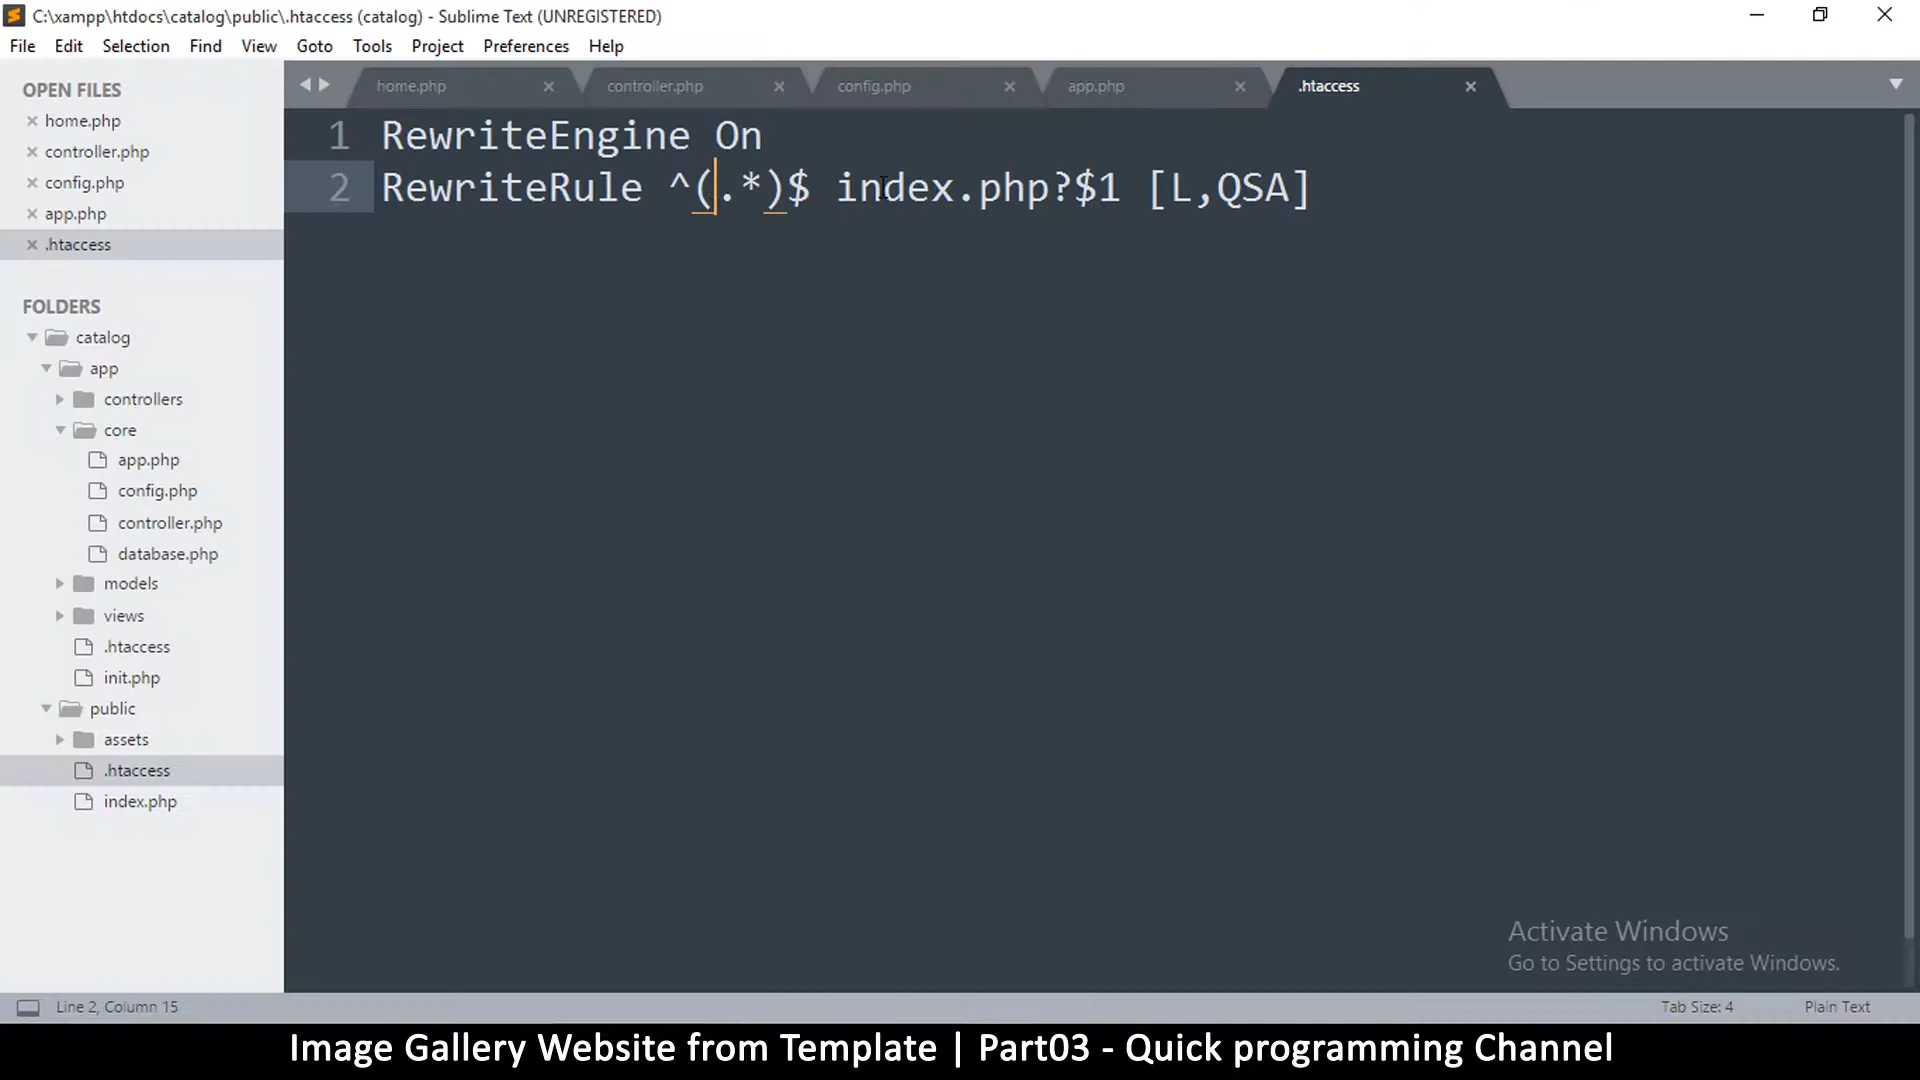 C:\xampp\htdocs\catalog\public\.htaccess (catalog) - Sublime Text (UNREGISTERED)
File Edit Selection Find View Goto Tools Project Preferences Help
OPEN FILES
home.php
controller.php
config.php
app.php
.htaccess
FOLDERS
catalog
app
controllers
core
app.php
config.php
controller.php
database.php
models
views
.htaccess
init.php
public
assets
.htaccess
index.php
home.php controller.php config.php app.php .htaccess
1 RewriteEngine On
2 RewriteRule ^(.*)$ index.php?$1 [L,QSA]
Activate Windows
Go to Settings to activate Windows.
Line 2, Column 15 Tab Size: 4 Plain Text
Image Gallery Website from Template | Part03 - Quick programming Channel